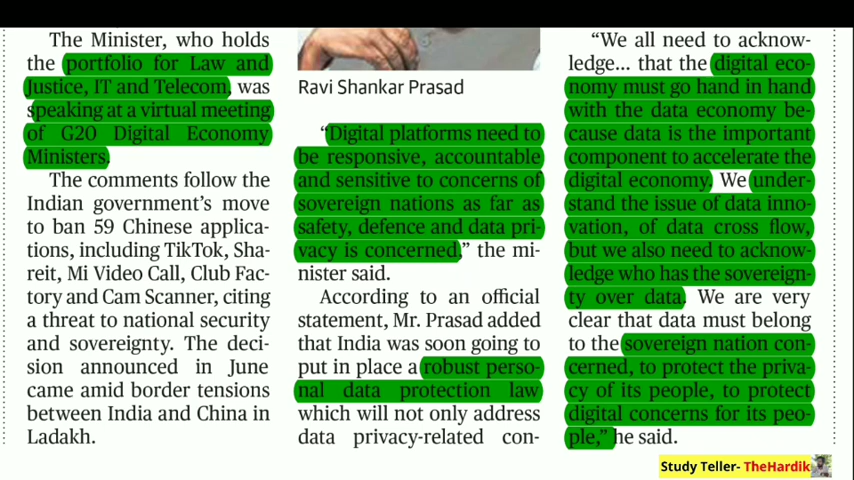 The Minister, who holds
the portfolio for Law and
Justice, IT and Telecom, was
speaking at a virtual meeting
of G20 Digital Economy
Ministers.
The comments follow the
Indian government's move
to ban 59 Chinese applica-
tions, including TikTok, Sha-
reit, Mi Video Call, Club Fac-
tory and Cam Scanner, citing
a threat to national security
and sovereignty. The deci-
sion announced in June
came amid border tensions
between India and China in
Ladakh.
Ravi Shankar Prasad
“Digital platforms need to
be responsive, accountable
and sensitive to concerns of
sovereign nations as far as
safety, defence and data pri-
vacy is concerned,” the mi-
nister said.
According to an official
statement, Mr. Prasad added
that India was soon going to
put in place a robust perso-
nal data protection law
which will not only address
data privacy-related con-
“We all need to acknow-
ledge... that the digital eco-
nomy must go hand in hand
with the data economy be-
cause data is the important
component to accelerate the
digital economy. We under-
stand the issue of data inno-
vation, of data cross flow,
but we also need to acknow-
ledge who has the sovereign-
ty over data. We are very
clear that data must belong
to the sovereign nation con-
cerned, to protect the priva-
cy of its people, to protect
digital concerns for its peo-
ple,” he said.
Study Teller- TheHardik